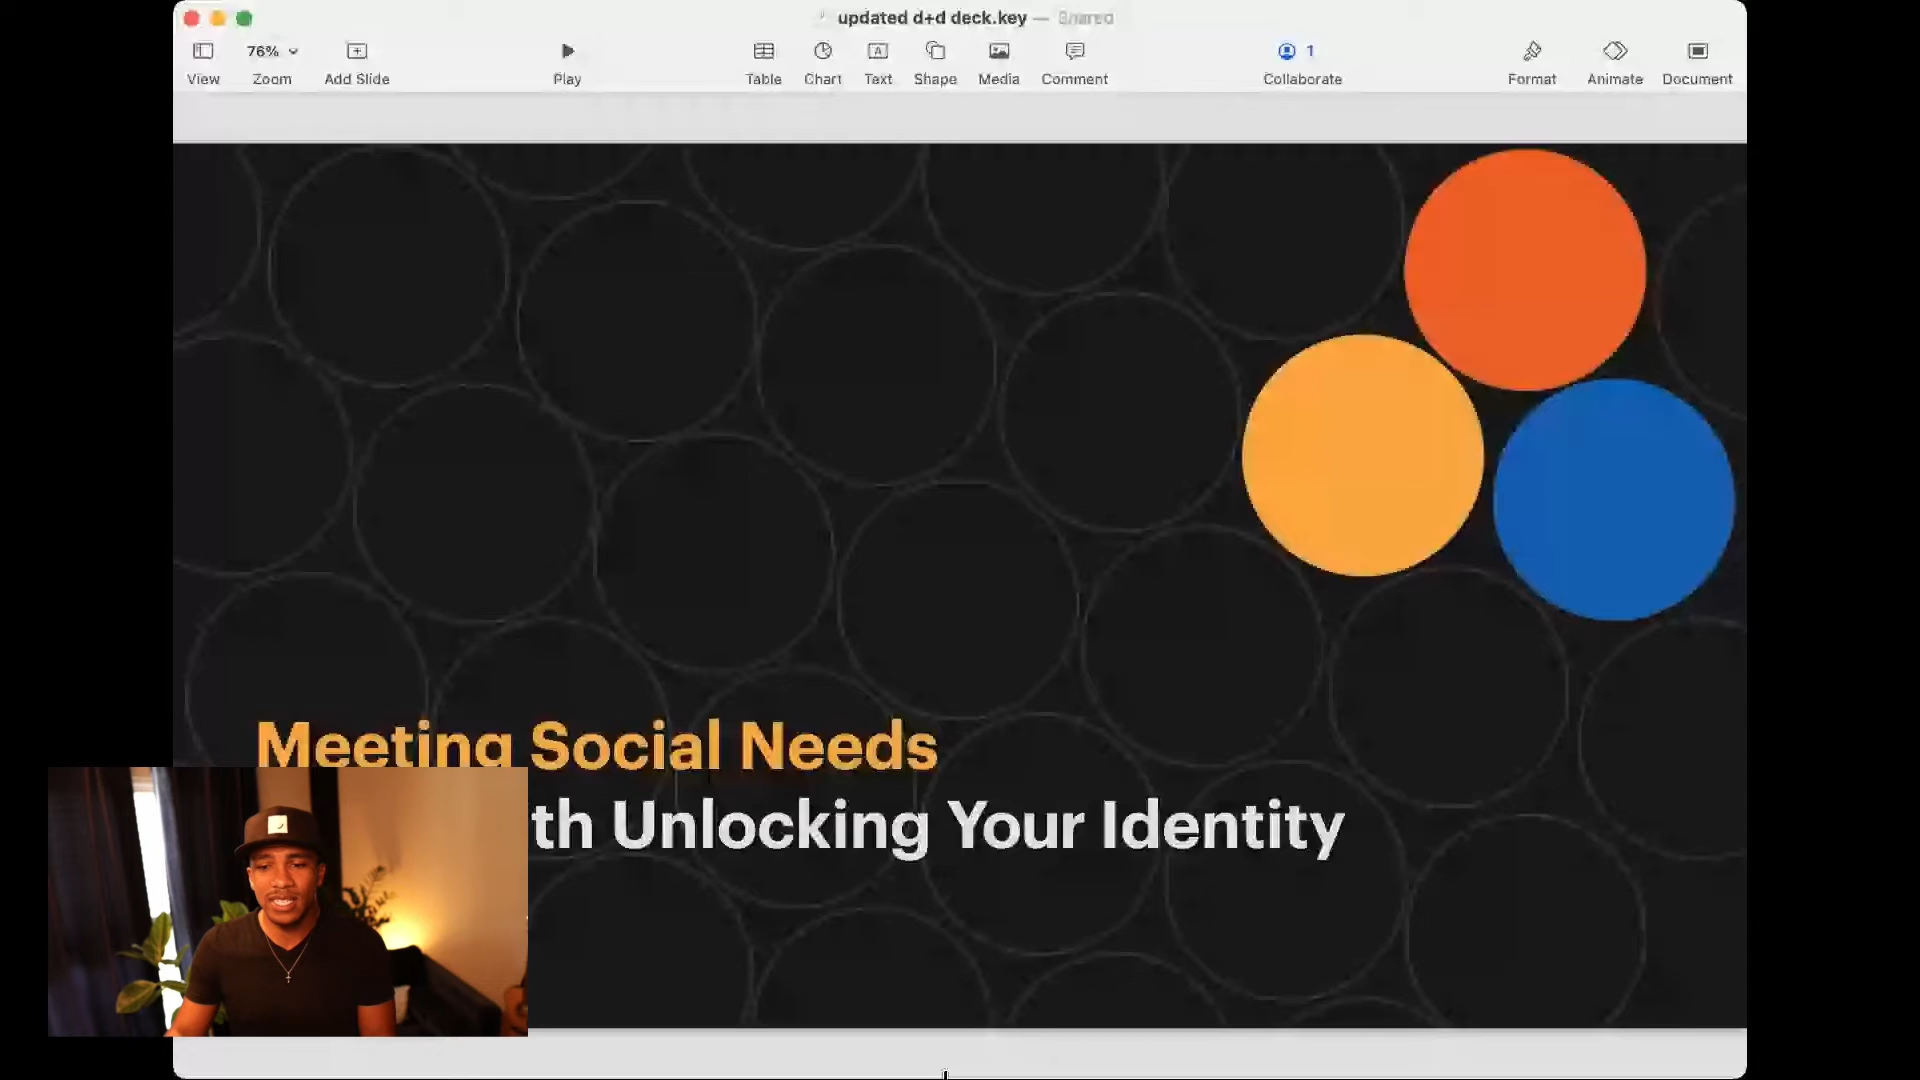 updated d+d deck.key — Shared
76%
1
View
Zoom
Add Slide
Play
Table
Chart
Text
Shape
Media
Comment
Collaborate
Format
Animate
Document
Meeting Social Needs
th Unlocking Your Identity